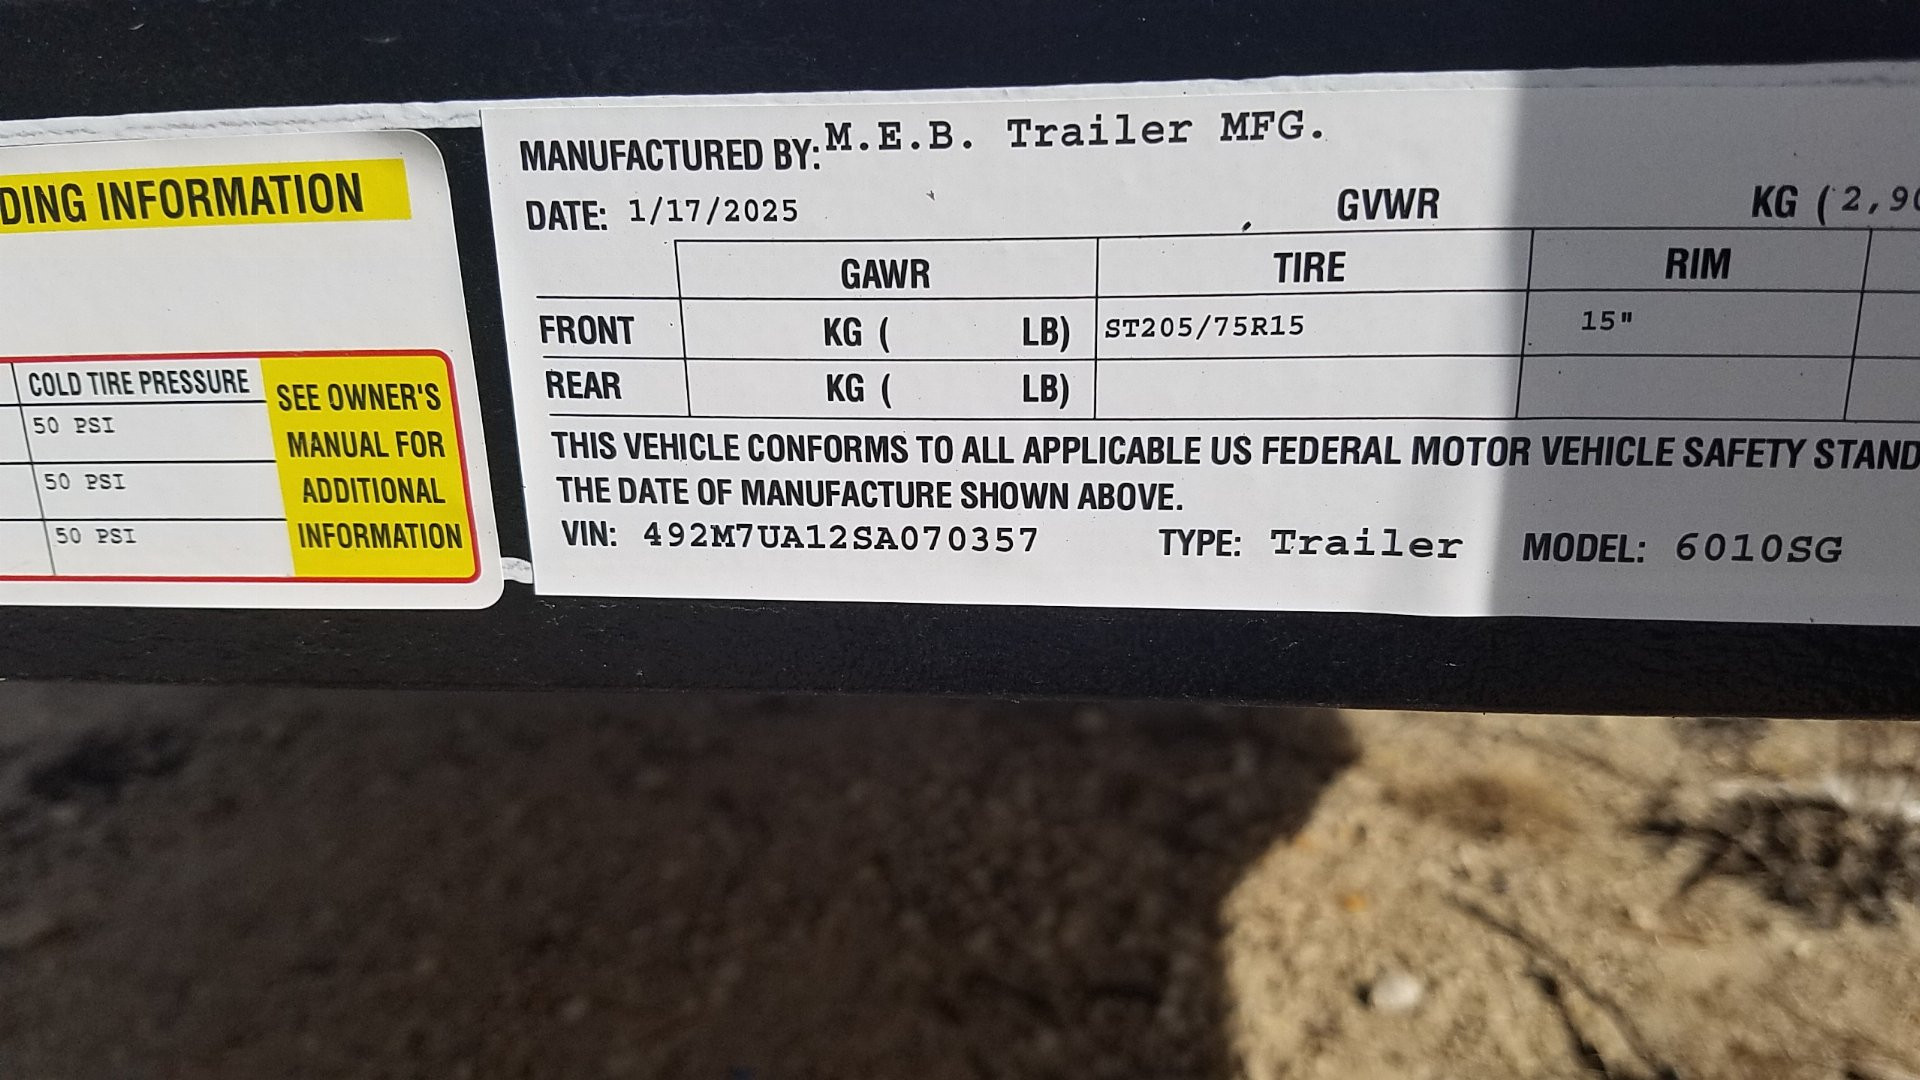 DING INFORMATION
COLD TIRE PRESSURE
50 PSI
50 PSI
50 PSI
SEE OWNER'S
MANUAL FOR
ADDITIONAL
INFORMATION
MANUFACTURED BY: M.E.B. Trailer MFG.
DATE: 1/17/2025 GVWR KG (2,90
GAWR TIRE RIM
FRONT KG ( LB) ST205/75R15 15"
REAR KG ( LB)
THIS VEHICLE CONFORMS TO ALL APPLICABLE US FEDERAL MOTOR VEHICLE SAFETY STAND
THE DATE OF MANUFACTURE SHOWN ABOVE.
VIN: 492M7UA12SA070357 TYPE: Trailer MODEL: 6010SG